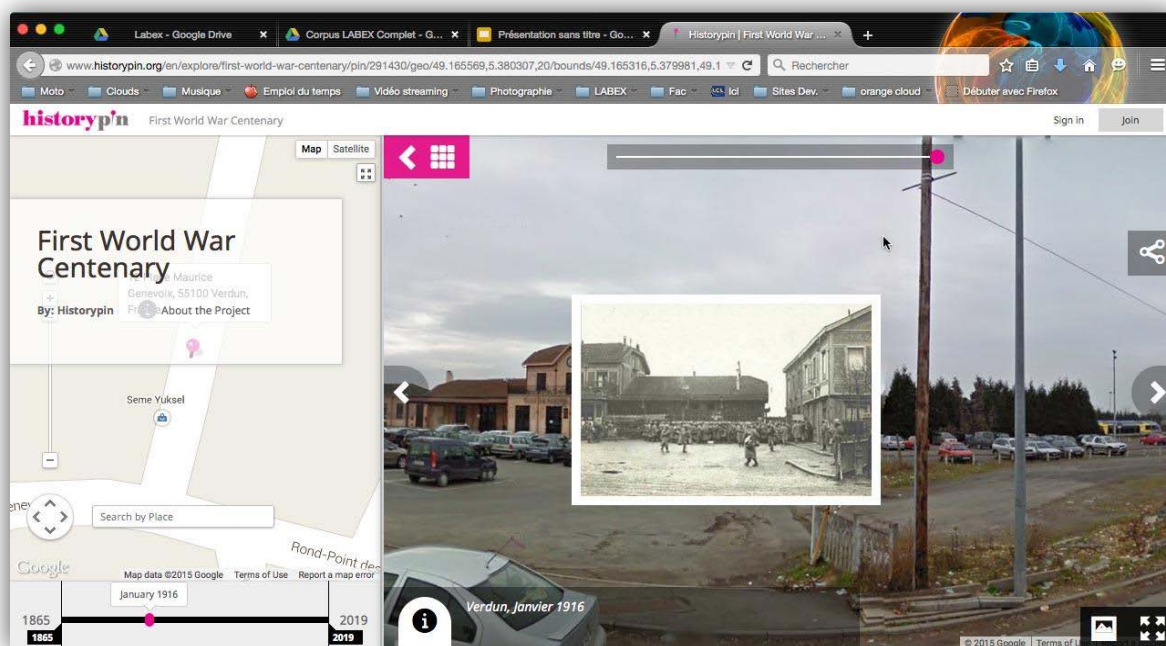 Labex - Google Drive × Corpus LABEX Complet - G... × Présentation sans titre - Go... × Historypin | First World War ... × +
www.historypin.org/en/explore/first-world-war-centenary/pin/291430/geo/49.165569,5.380307,20/bounds/49.165316,5.379981,49.1 Rechercher
Moto Clouds Musique Emploi du temps Vidéo streaming Photographie LABEX Fac LCL lcl Sites Dev. orange cloud Débuter avec Firefox
historypin First World War Centenary Sign in Join
Map Satellite
First World War
Centenary
Place Maurice
Genevoix, 55100 Verdun,
By: Historypin
About the Project
Seme Yuksel
Search by Place
Rond-Point des
Google
Map data ©2015 Google Terms of Use Report a map error
January 1916
1865 2019
1865 2019
i Verdun, Janvier 1916
© 2015 Google Terms of